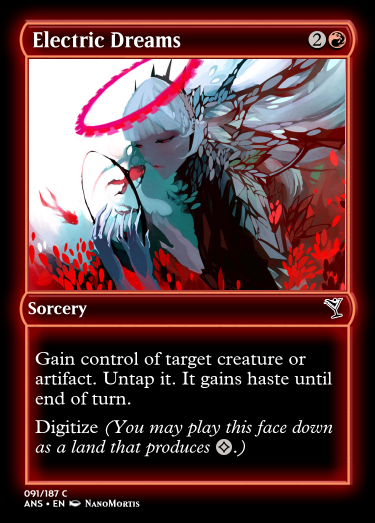 Electric Dreams 2
Sorcery
Gain control of target creature or
artifact. Untap it. It gains haste until
end of turn.
Digitize (You may play this face down
as a land that produces .)
091/187 C
ANS • EN NanoMortis